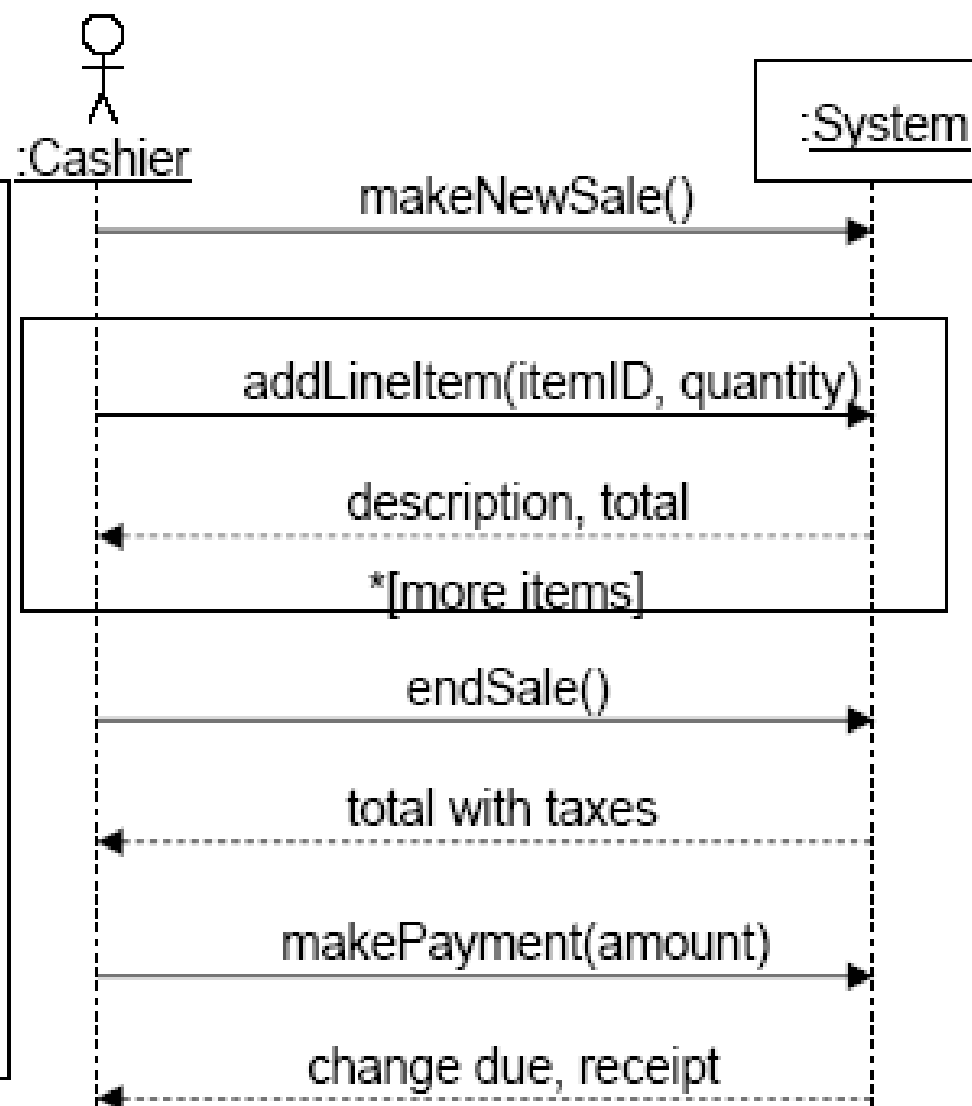 :Cashier
:System
makeNewSale()
addLineItem(itemID, quantity)
description, total
*[more items]
endSale()
total with taxes
makePayment(amount)
change due, receipt